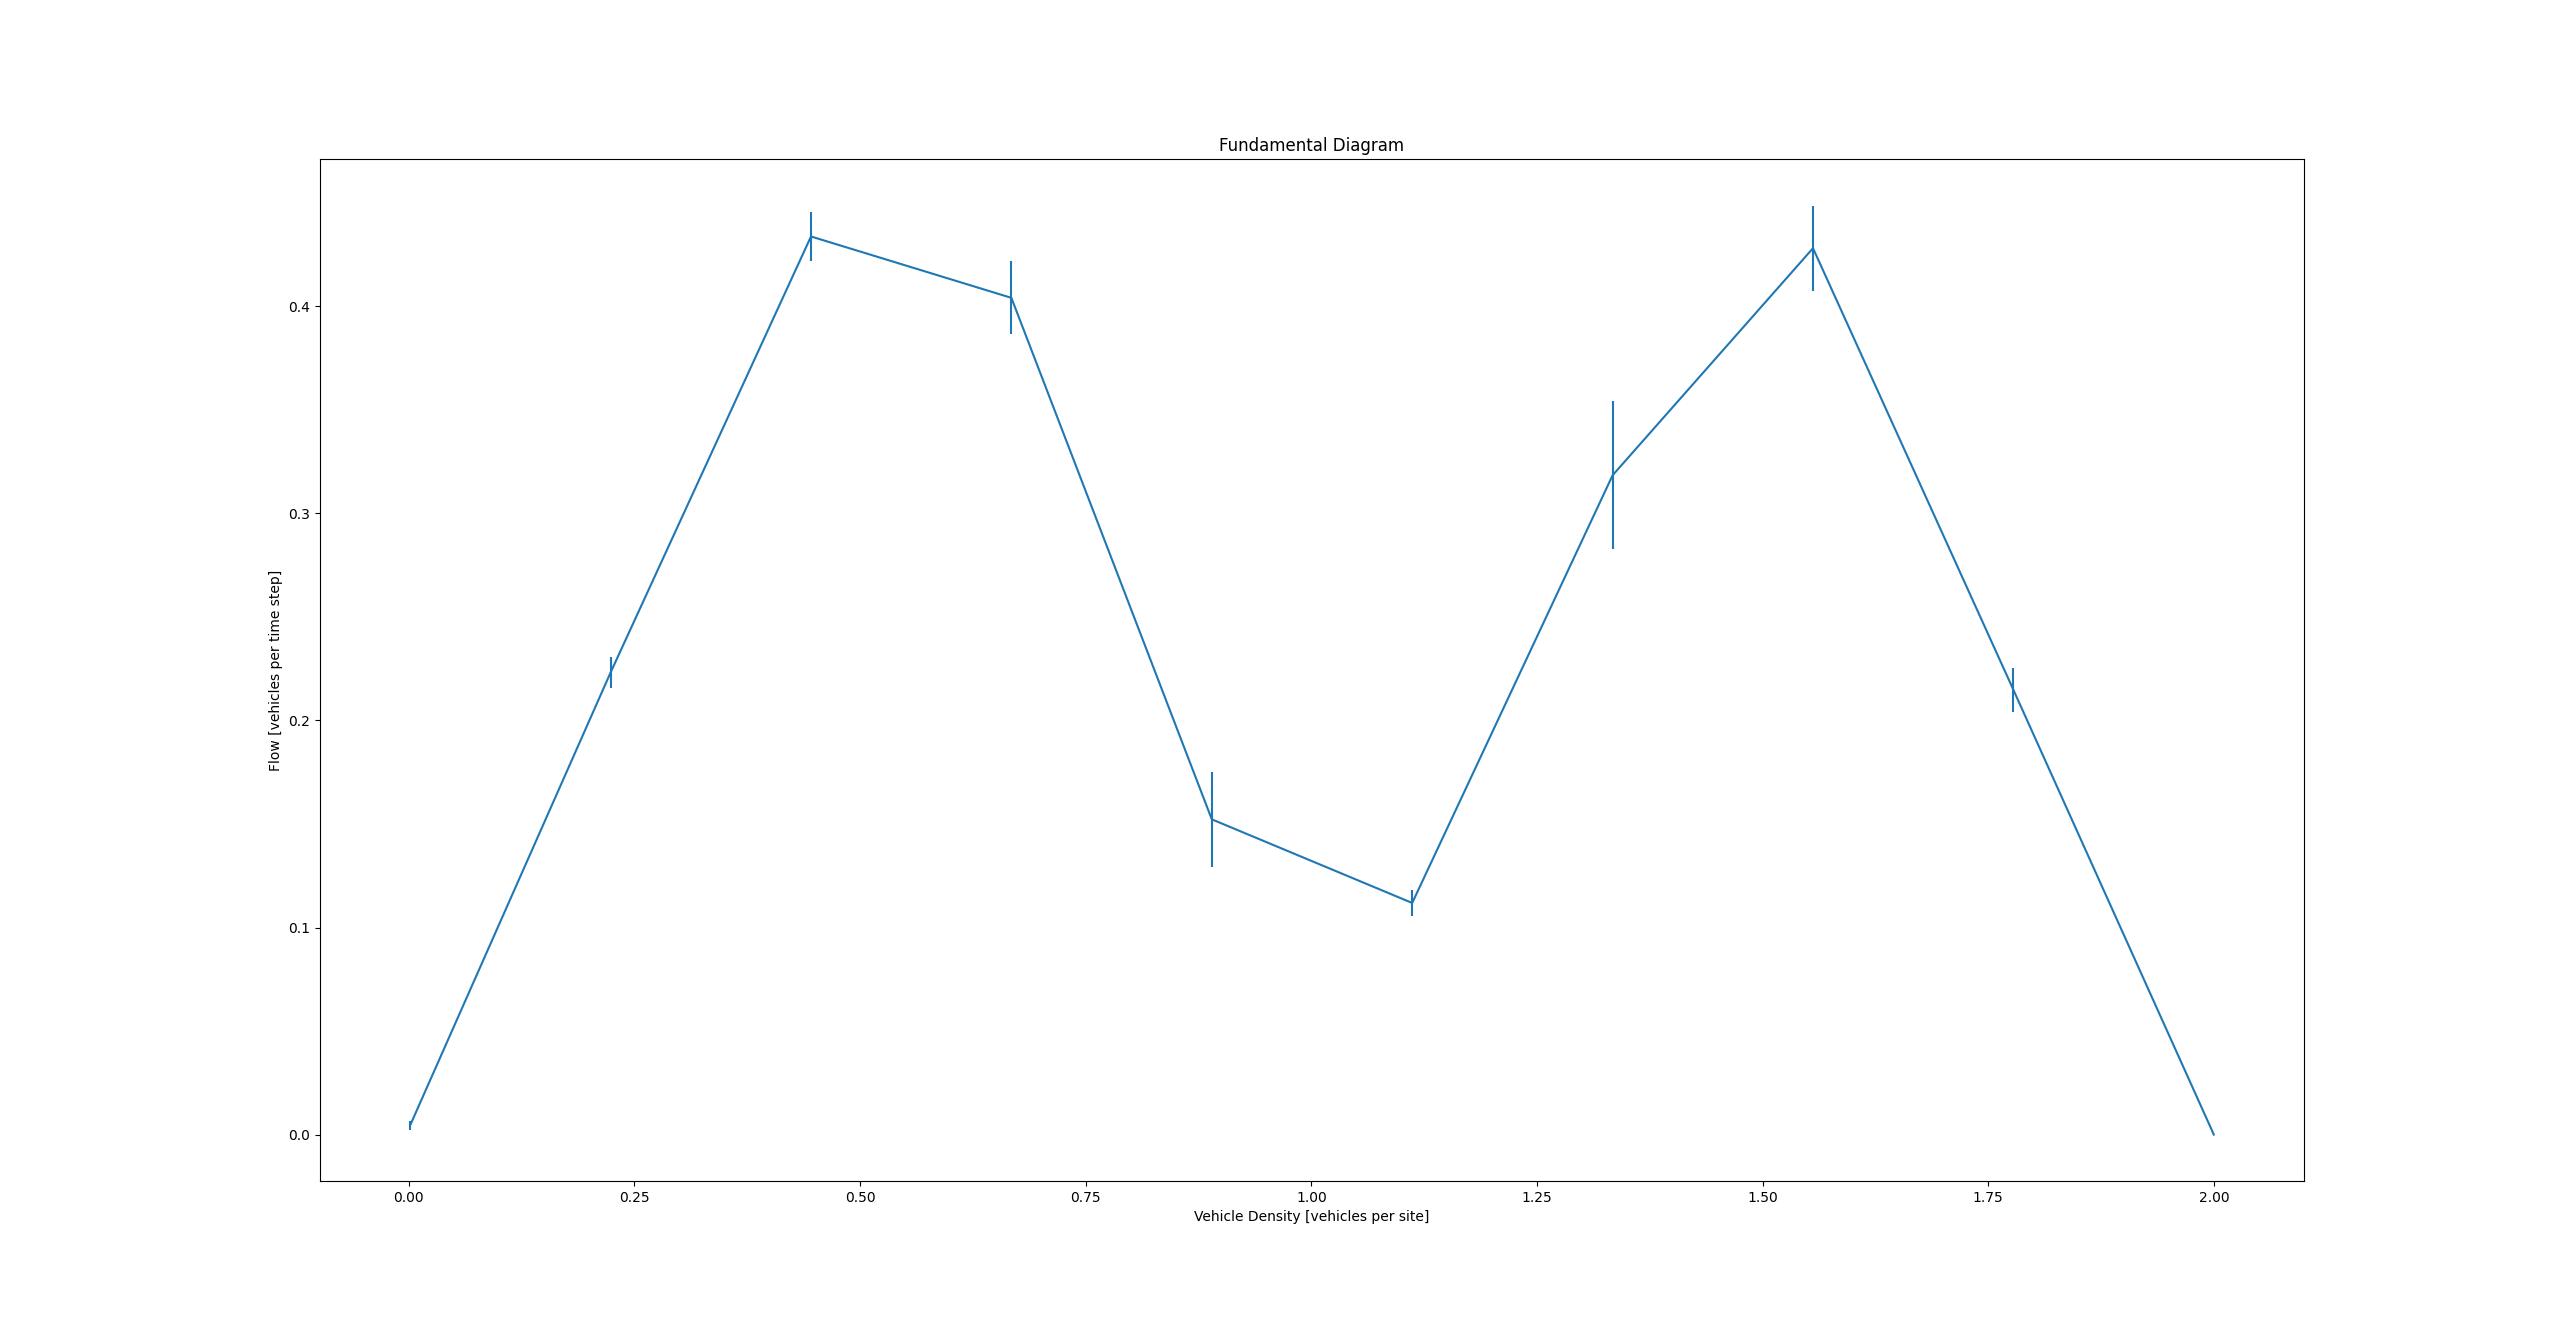 Fundamental Diagram
0.4
0.3
0.2
0.1
0.0
Flow [vehicles per time step]
0.00 0.25 0.50 0.75 1.00 1.25 1.50 1.75 2.00
Vehicle Density [vehicles per site]